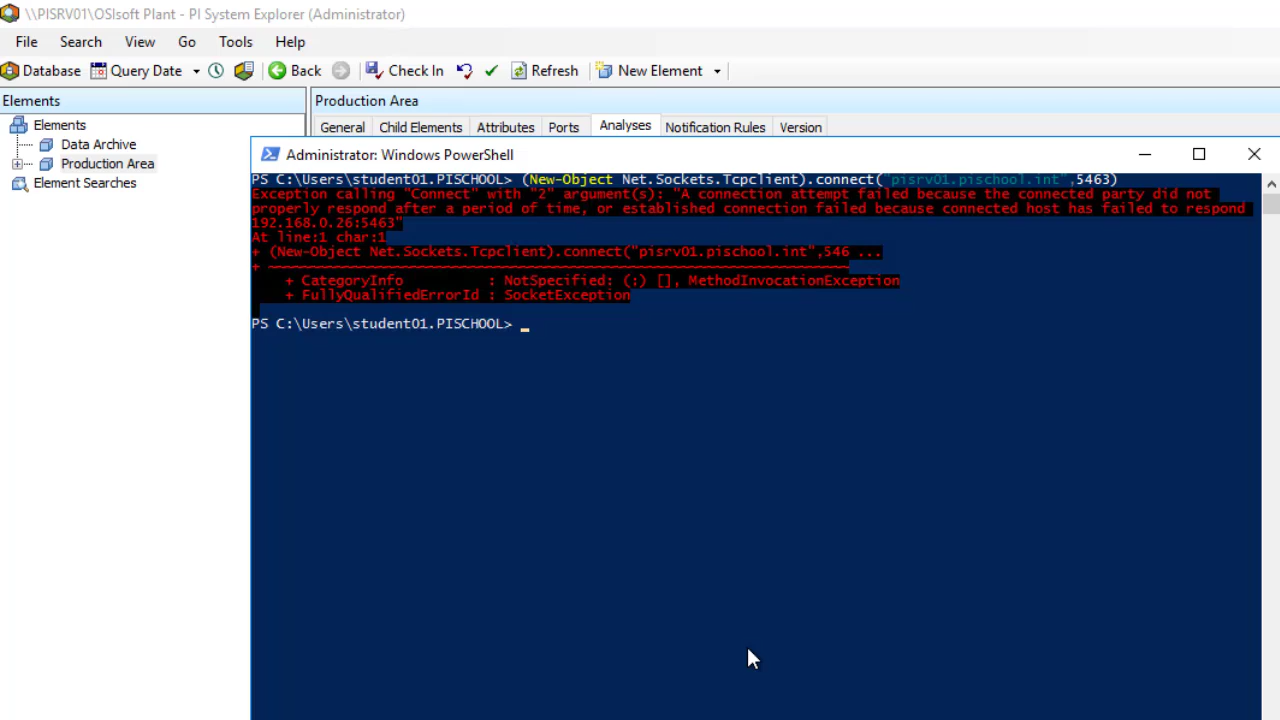 \\PISRV01\OSIsoft Plant - PI System Explorer (Administrator)
File Search View Go Tools Help
Database Query Date Back Check In Refresh New Element
Elements
Production Area
Elements
Data Archive
Production Area
Element Searches
General Child Elements Attributes Ports Analyses Notification Rules Version
Administrator: Windows PowerShell
PS C:\Users\student01.PISCHOOL> (New-Object Net.Sockets.Tcpclient).connect("pisrv01.pischool.int",5463)
Exception calling "Connect" with "2" argument(s): "A connection attempt failed because the connected party did not
properly respond after a period of time, or established connection failed because connected host has failed to respond
192.168.0.26:5463"
At line:1 char:1
+ (New-Object Net.Sockets.Tcpclient).connect("pisrv01.pischool.int",546 ...
+ ~~~~~~~~~~~~~~~~~~~~~~~~~~~~~~~~~~~~~~~~~~~~~~~~~~~~~~~~~~~~~~~~~~~~~
+ CategoryInfo : NotSpecified: (:) [], MethodInvocationException
+ FullyQualifiedErrorId : SocketException
PS C:\Users\student01.PISCHOOL> _